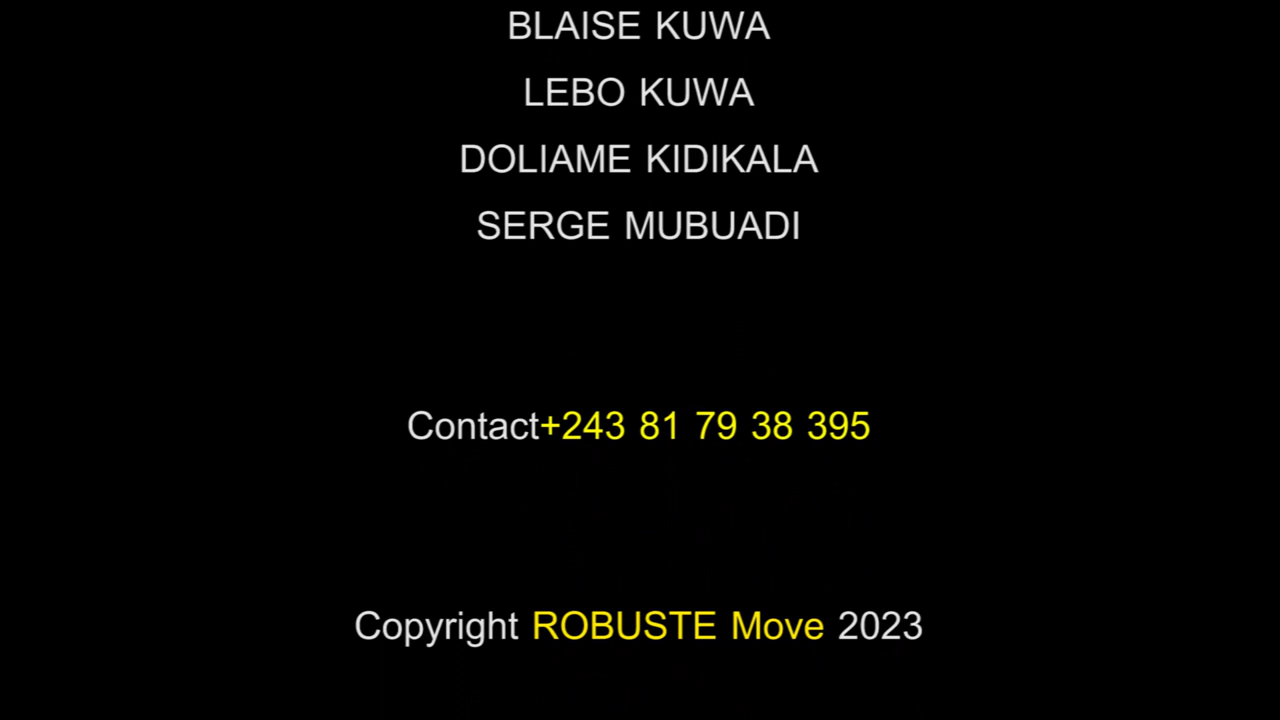 BLAISE KUWA
LEBO KUWA
DOLIAME KIDIKALA
SERGE MUBUADI
Contact+243 81 79 38 395
Copyright ROBUSTE Move 2023